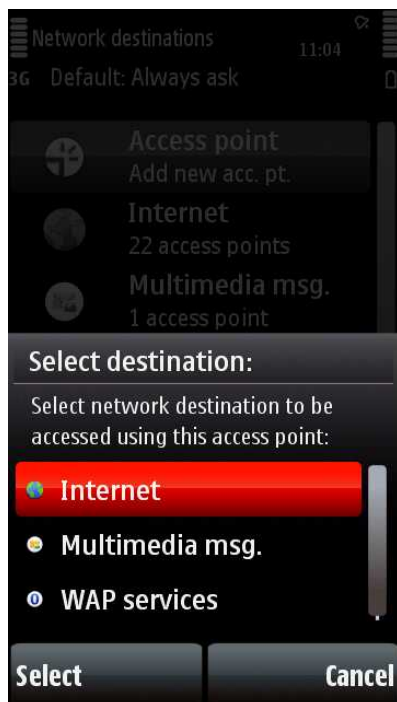 Network destinations
11:04
3G Default: Always ask
Access point
Add new acc. pt.
Internet
22 access points
Multimedia msg.
1 access point
Select destination:
Select network destination to be
accessed using this access point:
Internet
Multimedia msg.
WAP services
Select Cancel